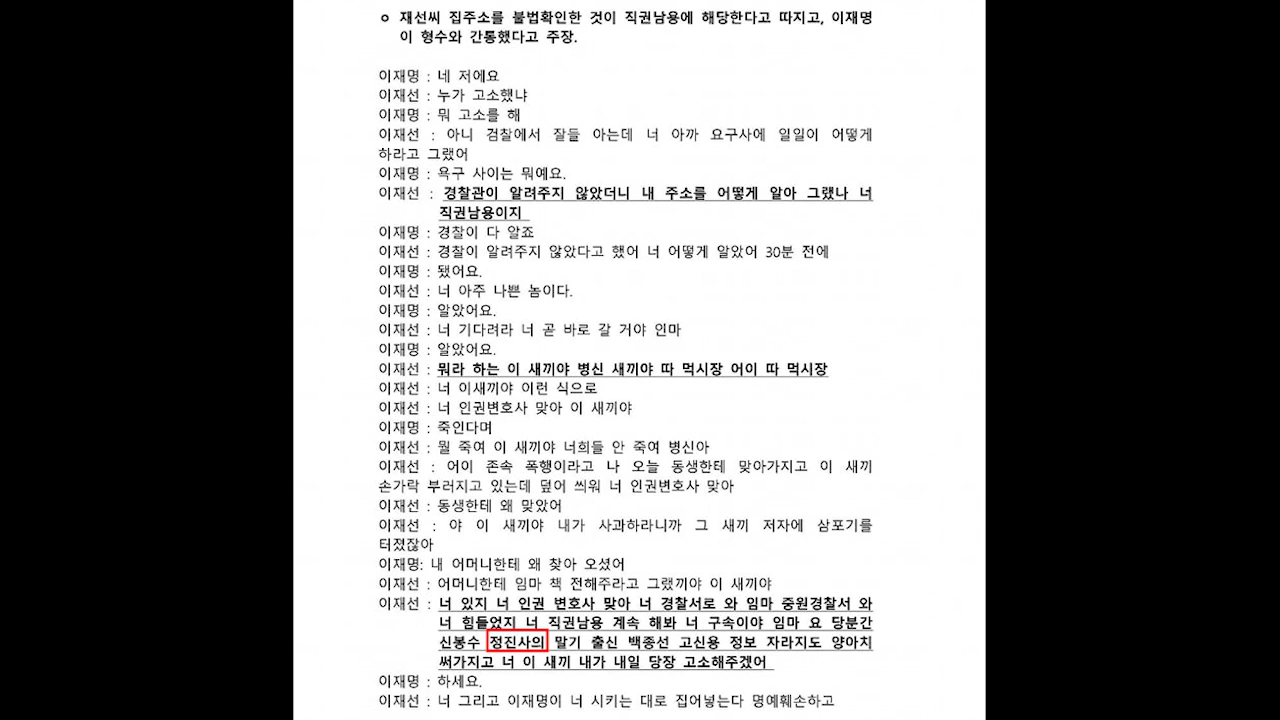 ○ 재선씨 집주소를 불법확인한 것이 직권남용에 해당한다고 따지고, 이재명
이 형수와 간통했다고 주장.
이재명 : 네 저에요
이재선 : 누가 고소했냐
이재명 : 뭐 고소를 해
이재선 : 아니 검찰에서 잘들 아는데 너 아까 요구사에 일일이 어떻게
하라고 그랬어
이재명 : 욕구 사이는 뭐예요.
이재선 : 경찰관이 알려주지 않았더니 내 주소를 어떻게 알아 그랬나 너
직권남용이지
이재명 : 경찰이 다 알죠
이재선 : 경찰이 알려주지 않았다고 했어 너 어떻게 알았어 30분 전에
이재명 : 됐어요.
이재선 : 너 아주 나쁜 놈이다.
이재명 : 알았어요.
이재선 : 너 기다려라 너 곧 바로 갈 거야 인마
이재명 : 알았어요.
이재선 : 뭐라 하는 이 새끼야 병신 새끼야 따 먹시장 어이 따 먹시장
이재선 : 너 이새끼야 이런 식으로
이재선 : 너 인권변호사 맞아 이 새끼야
이재명 : 죽인다며
이재선 : 뭘 죽여 이 새끼야 너희들 안 죽여 병신아
이재선 : 어이 존속 폭행이라고 나 오늘 동생한테 맞아가지고 이 새끼
손가락 부러지고 있는데 덮어 씌워 너 인권변호사 맞아
이재선 : 동생한테 왜 맞았어
이재선 : 야 이 새끼야 내가 사과하라니까 그 새끼 저자에 삼포기를
터졌잖아
이재명: 내 어머니한테 왜 찾아 오셨어
이재선 : 어머니한테 임마 책 전해주라고 그랬끼야 이 새끼야
이재선 : 너 있지 너 인권 변호사 맞아 너 경찰서로 와 임마 중원경찰서 와
너 힘들었지 너 직권남용 계속 해봐 너 구속이야 임마 요 당분간
신봉수 정진사의 말기 출신 백종선 고신용 정보 자라지도 양아치
써가지고 너 이 새끼 내가 내일 당장 고소해주겠어
이재명 : 하세요.
이재선 : 너 그리고 이재명이 너 시키는 대로 집어넣는다 명예훼손하고